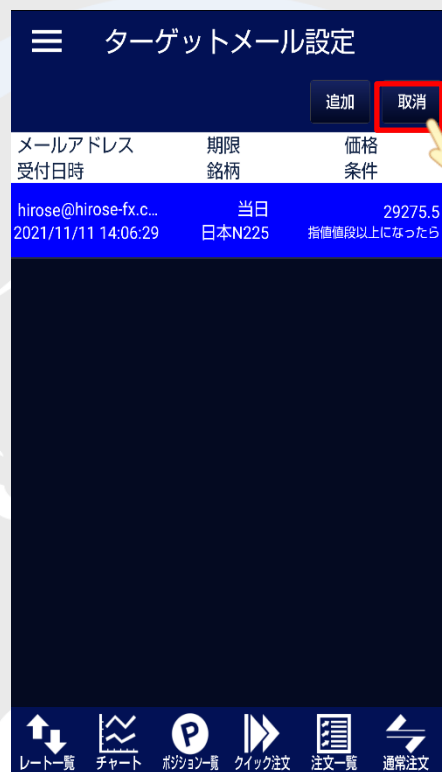 ターゲットメール設定
追加 取消
メールアドレス 期限 価格
受付日時 銘柄 条件
hirose@hirose-fx.c... 当日 29275.5
2021/11/11 14:06:29 日本N225 指値値段以上になったら
P
レート一覧 チャート ポジション一覧 クイック注文 注文一覧 通常注文